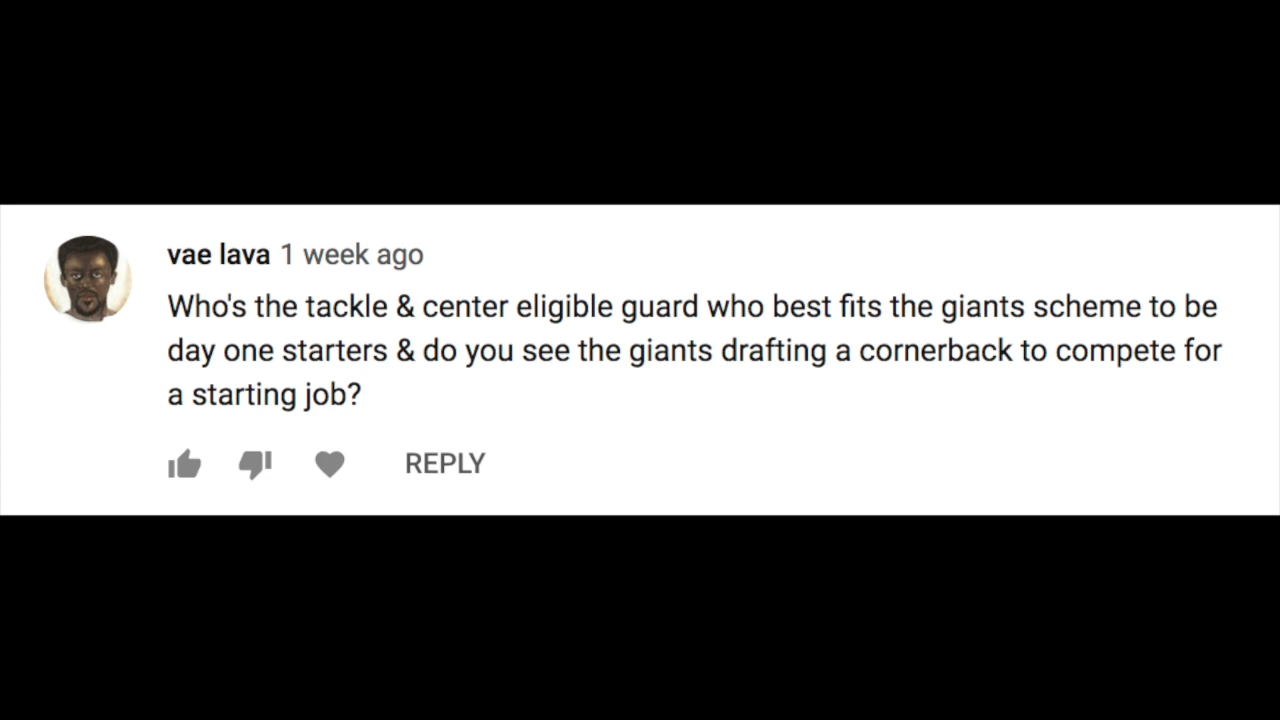 vae lava 1 week ago
Who's the tackle & center eligible guard who best fits the giants scheme to be
day one starters & do you see the giants drafting a cornerback to compete for
a starting job?
REPLY